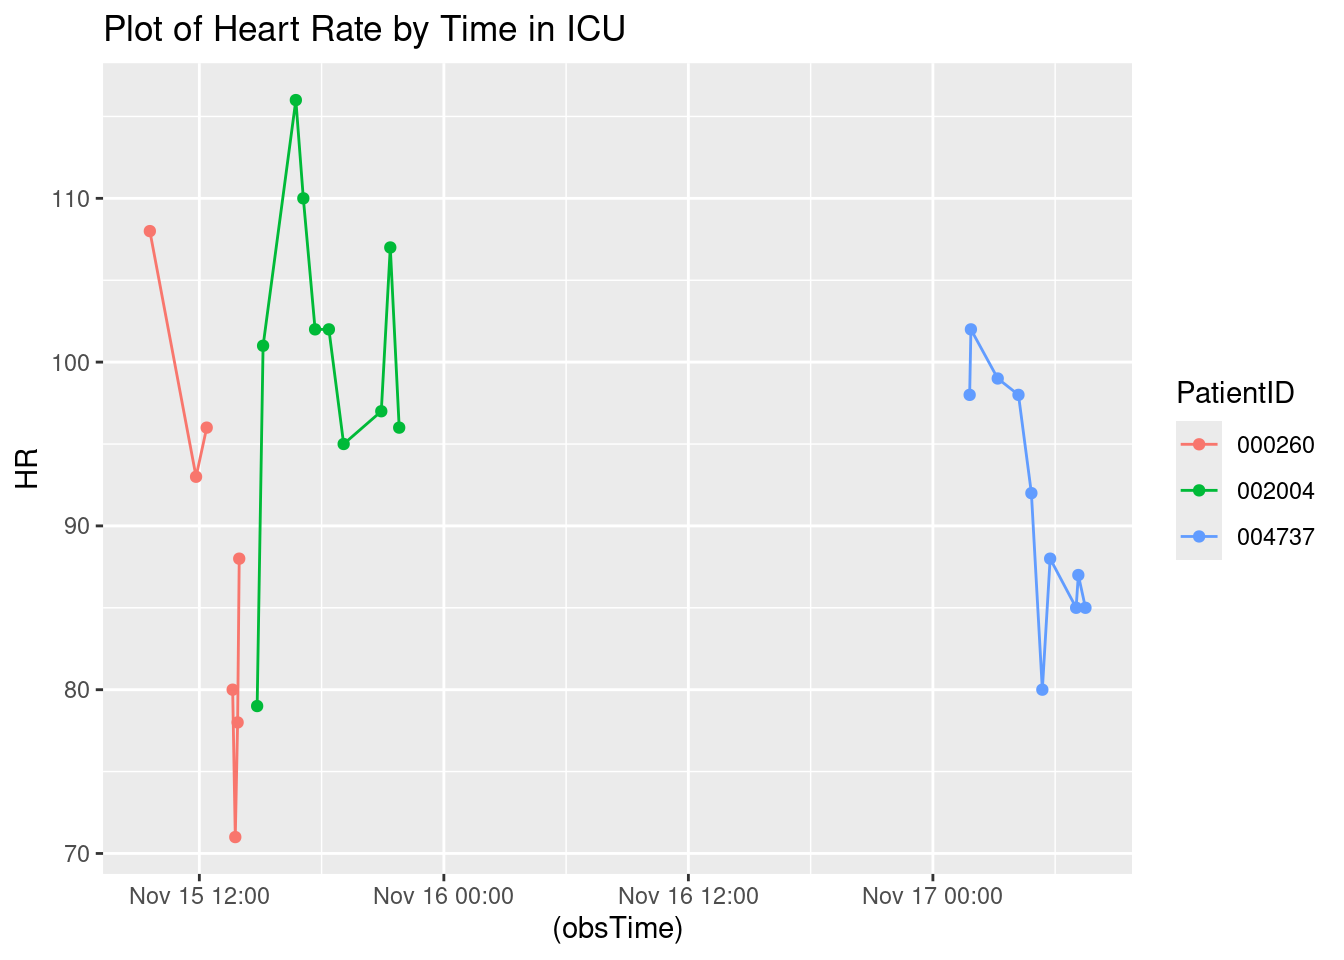 Plot of Heart Rate by Time in ICU
HR
110
100
90
80
70
Nov 15 12:00 Nov 16 00:00 Nov 16 12:00 Nov 17 00:00
(obsTime)
PatientID
000260
002004
004737